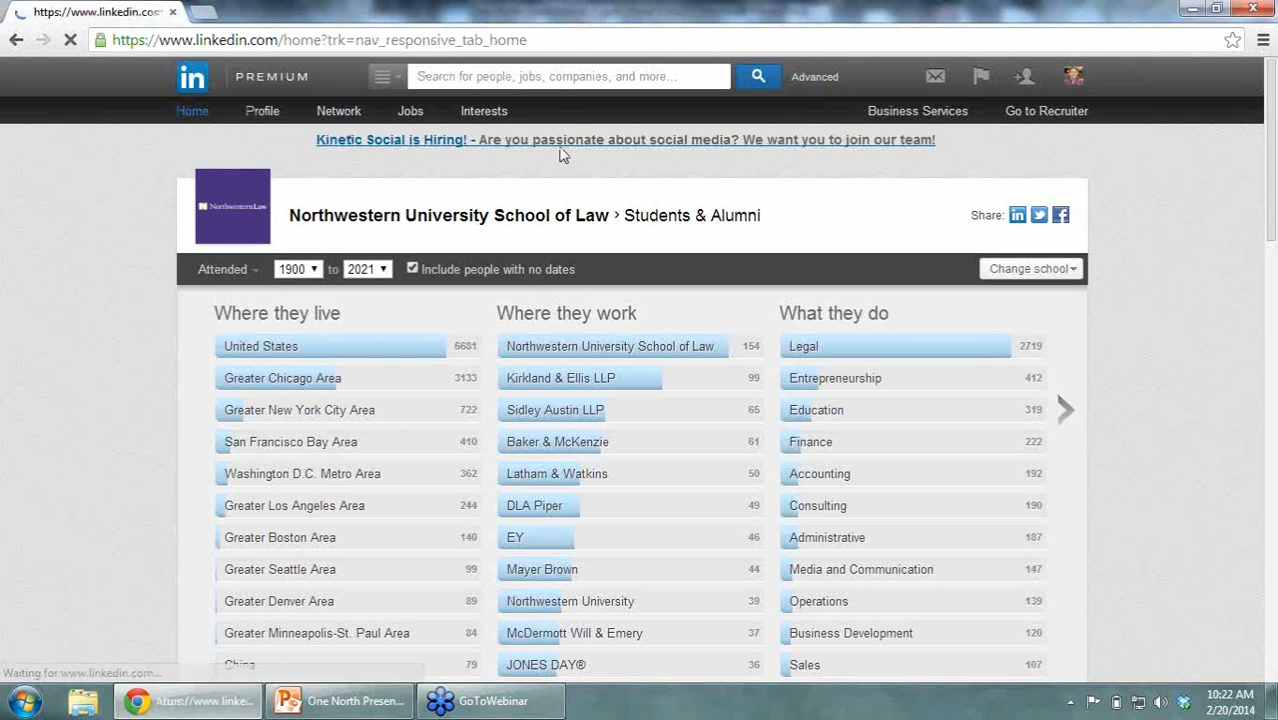 https://www.linkedin.com/
https://www.linkedin.com/home?trk=nav_responsive_tab_home
in PREMIUM Search for people, jobs, companies, and more... Advanced
Home Profile Network Jobs Interests Business Services Go to Recruiter
Kinetic Social is Hiring! - Are you passionate about social media? We want you to join our team!
NorthwesternLaw Northwestern University School of Law › Students & Alumni Share: in f
Attended 1900 to 2021 Include people with no dates Change school
Where they live Where they work What they do
United States 6681 Northwestern University School of Law 154 Legal 2719
Greater Chicago Area 3133 Kirkland & Ellis LLP 99 Entrepreneurship 412
Greater New York City Area 722 Sidley Austin LLP 65 Education 319
San Francisco Bay Area 410 Baker & McKenzie 61 Finance 222
Washington D.C. Metro Area 362 Latham & Watkins 50 Accounting 192
Greater Los Angeles Area 244 DLA Piper 49 Consulting 190
Greater Boston Area 140 EY 46 Administrative 187
Greater Seattle Area 99 Mayer Brown 44 Media and Communication 147
Greater Denver Area 89 Northwestern University 39 Operations 139
Greater Minneapolis-St. Paul Area 84 McDermott Will & Emery 37 Business Development 120
China 79 JONES DAY® 36 Sales 107
Waiting for www.linkedin.com...
https://www.linke... One North Presen... GoToWebinar 10:22 AM
2/20/2014